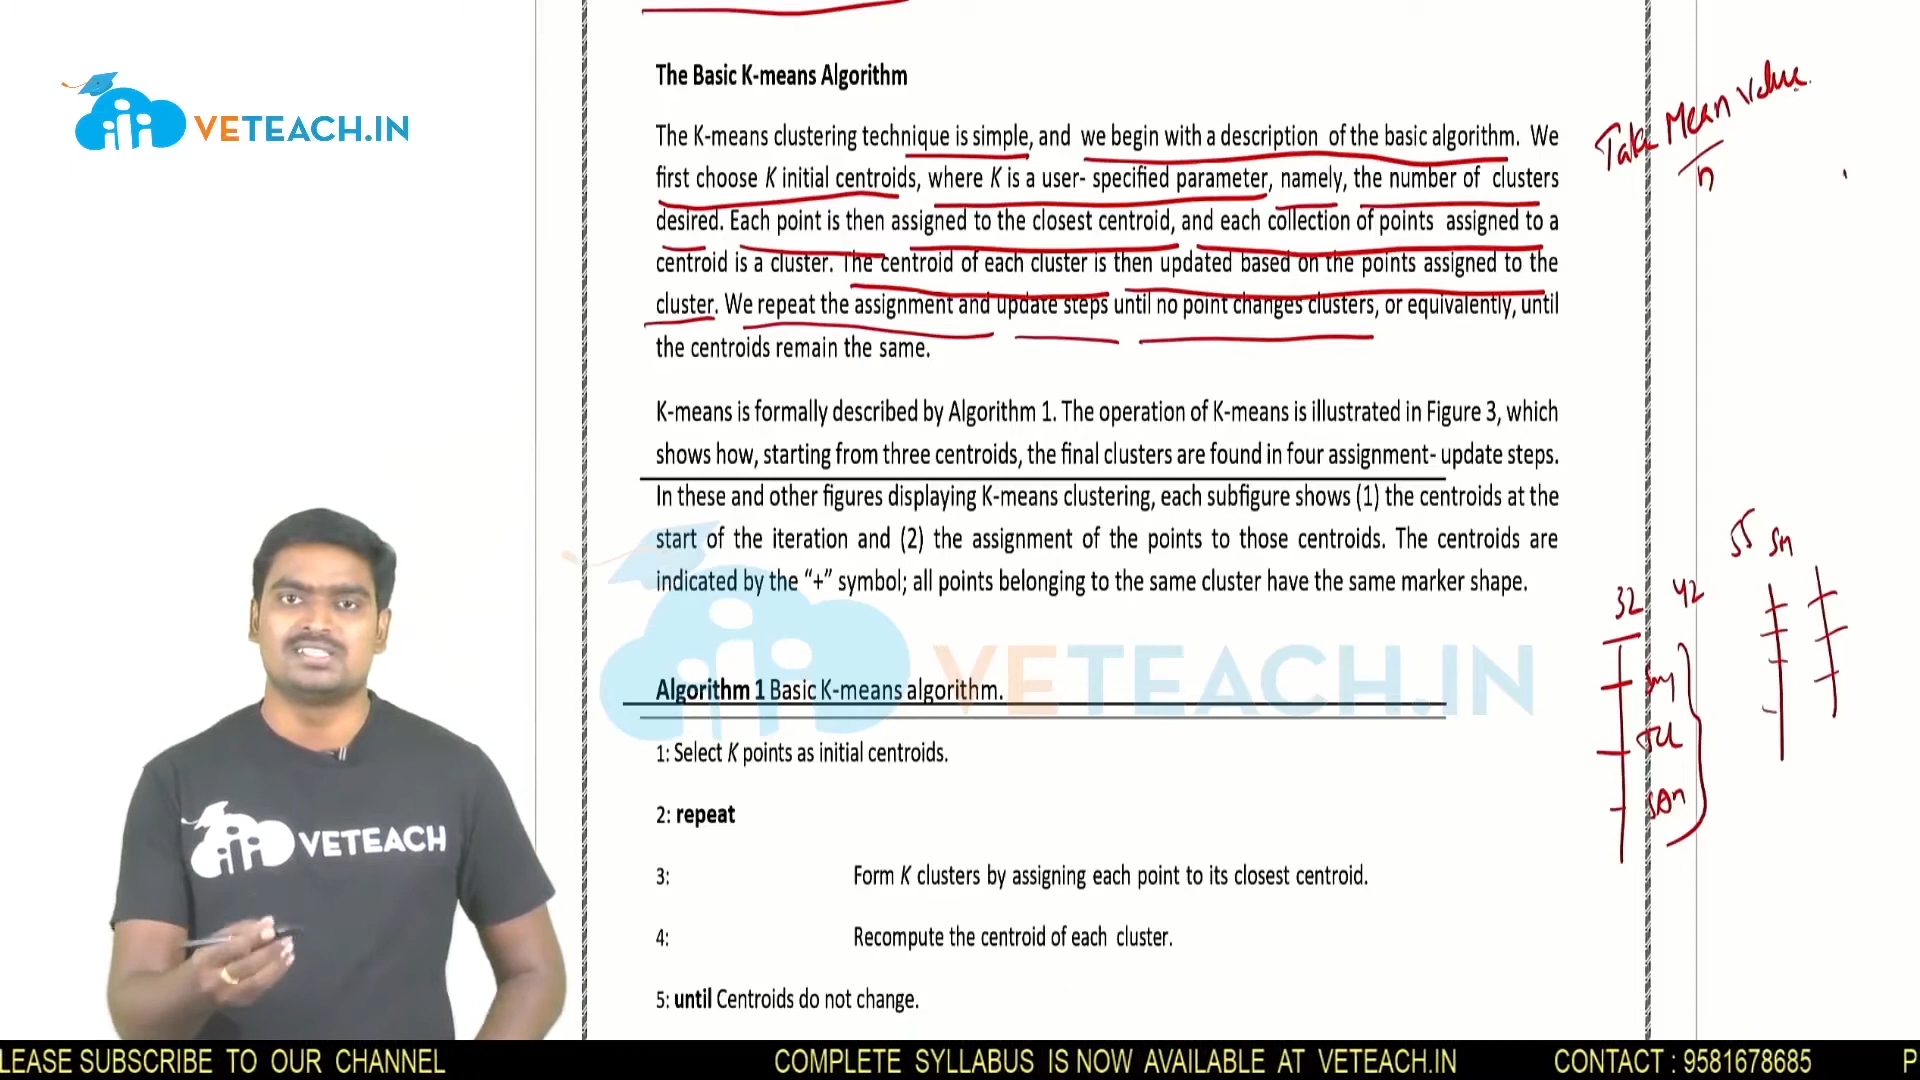 VETEACH.IN
The Basic K-means Algorithm
Take Mean value
n
The K-means clustering technique is simple, and we begin with a description of the basic algorithm. We
first choose K initial centroids, where K is a user- specified parameter, namely, the number of clusters
desired. Each point is then assigned to the closest centroid, and each collection of points assigned to a
centroid is a cluster. The centroid of each cluster is then updated based on the points assigned to the
cluster. We repeat the assignment and update steps until no point changes clusters, or equivalently, until
the centroids remain the same.
K-means is formally described by Algorithm 1. The operation of K-means is illustrated in Figure 3, which
shows how, starting from three centroids, the final clusters are found in four assignment- update steps.
In these and other figures displaying K-means clustering, each subfigure shows (1) the centroids at the
start of the iteration and (2) the assignment of the points to those centroids. The centroids are
indicated by the “+” symbol; all points belonging to the same cluster have the same marker shape.
32 42
VETEACH.IN
Algorithm 1 Basic K-means algorithm.
1: Select K points as initial centroids.
2: repeat
3: Form K clusters by assigning each point to its closest centroid.
4: Recompute the centroid of each cluster.
5: until Centroids do not change.
VETEACH
LEASE SUBSCRIBE TO OUR CHANNEL COMPLETE SYLLABUS IS NOW AVAILABLE AT VETEACH.IN CONTACT : 9581678685 P